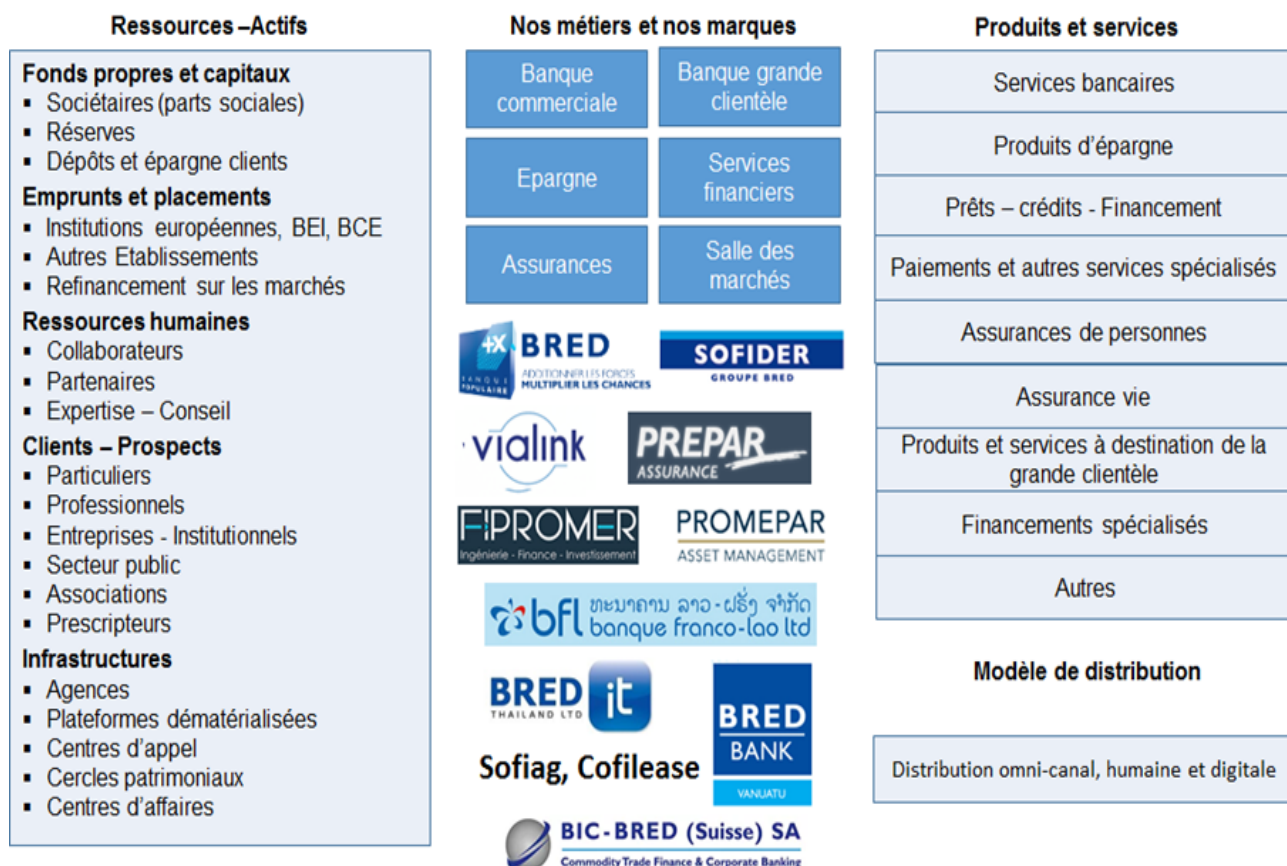 Ressources –Actifs
Fonds propres et capitaux
▪ Sociétaires (parts sociales)
▪ Réserves
▪ Dépôts et épargne clients
Emprunts et placements
▪ Institutions européennes, BEI, BCE
▪ Autres Etablissements
▪ Refinancement sur les marchés
Ressources humaines
▪ Collaborateurs
▪ Partenaires
▪ Expertise – Conseil
Clients – Prospects
▪ Particuliers
▪ Professionnels
▪ Entreprises - Institutionnels
▪ Secteur public
▪ Associations
▪ Prescripteurs
Infrastructures
▪ Agences
▪ Plateformes dématérialisées
▪ Centres d'appel
▪ Cercles patrimoniaux
▪ Centres d'affaires
Nos métiers et nos marques
Banque
commerciale
Banque grande
clientèle
Epargne
Services
financiers
Assurances
Salle des
marchés
+X
BANQUE
POPULAIRE
BRED
ADDITIONNER LES FORCES
MULTIPLIER LES CHANCES
SOFIDER
GROUPE BRED
vialink
PREPAR
ASSURANCE
FIPROMER
Ingénierie - Finance - Investissement
PROMEPAR
ASSET MANAGEMENT
bfl
ທະນາຄານ ລາວ-ຝຣັ່ງ ຈຳກັດ
banque franco-lao ltd
BRED
THAILAND LTD
it
BRED
BANK
VANUATU
Sofiag, Cofilease
BIC-BRED (Suisse) SA
Commodity Trade Finance & Corporate Banking
Produits et services
Services bancaires
Produits d'épargne
Prêts – crédits - Financement
Paiements et autres services spécialisés
Assurances de personnes
Assurance vie
Produits et services à destination de la
grande clientèle
Financements spécialisés
Autres
Modèle de distribution
Distribution omni-canal, humaine et digitale